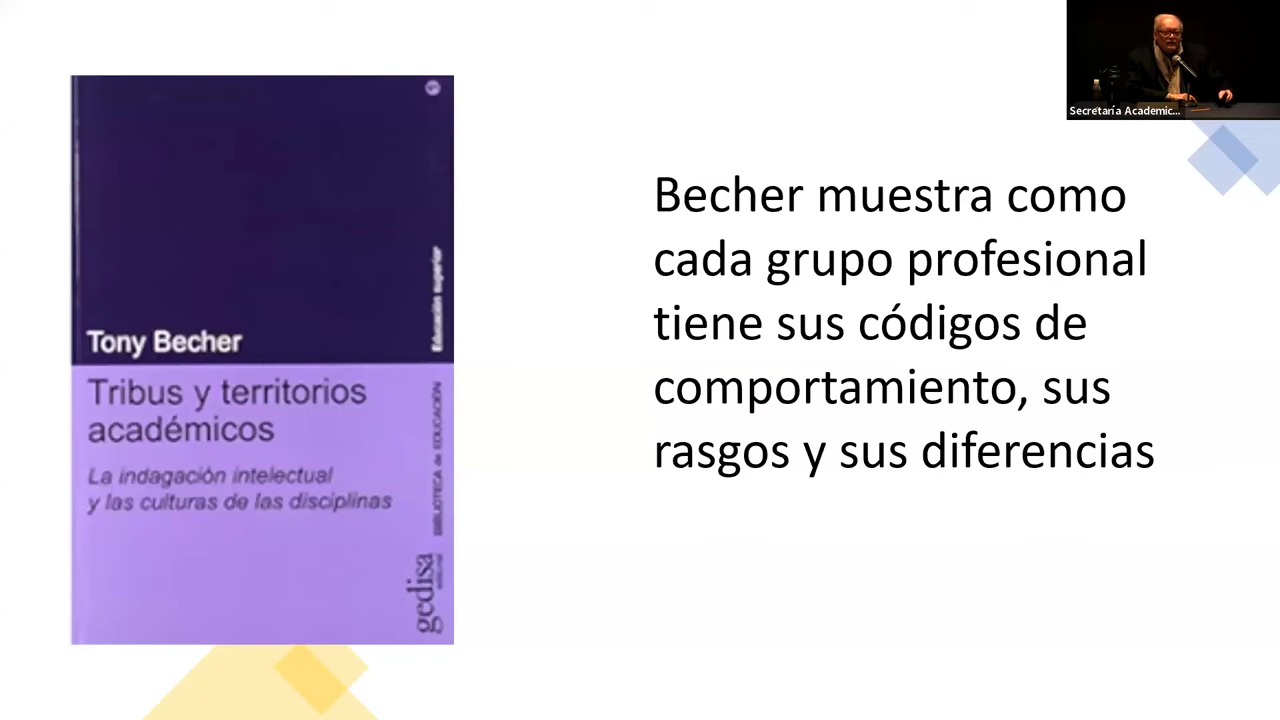 Secretaría Academic...
Tony Becher
Tribus y territorios
académicos
La indagación intelectual
y las culturas de las disciplinas
Educación superior
BIBLIOTECA de EDUCACIÓN
gedisa
editorial
Becher muestra como
cada grupo profesional
tiene sus códigos de
comportamiento, sus
rasgos y sus diferencias